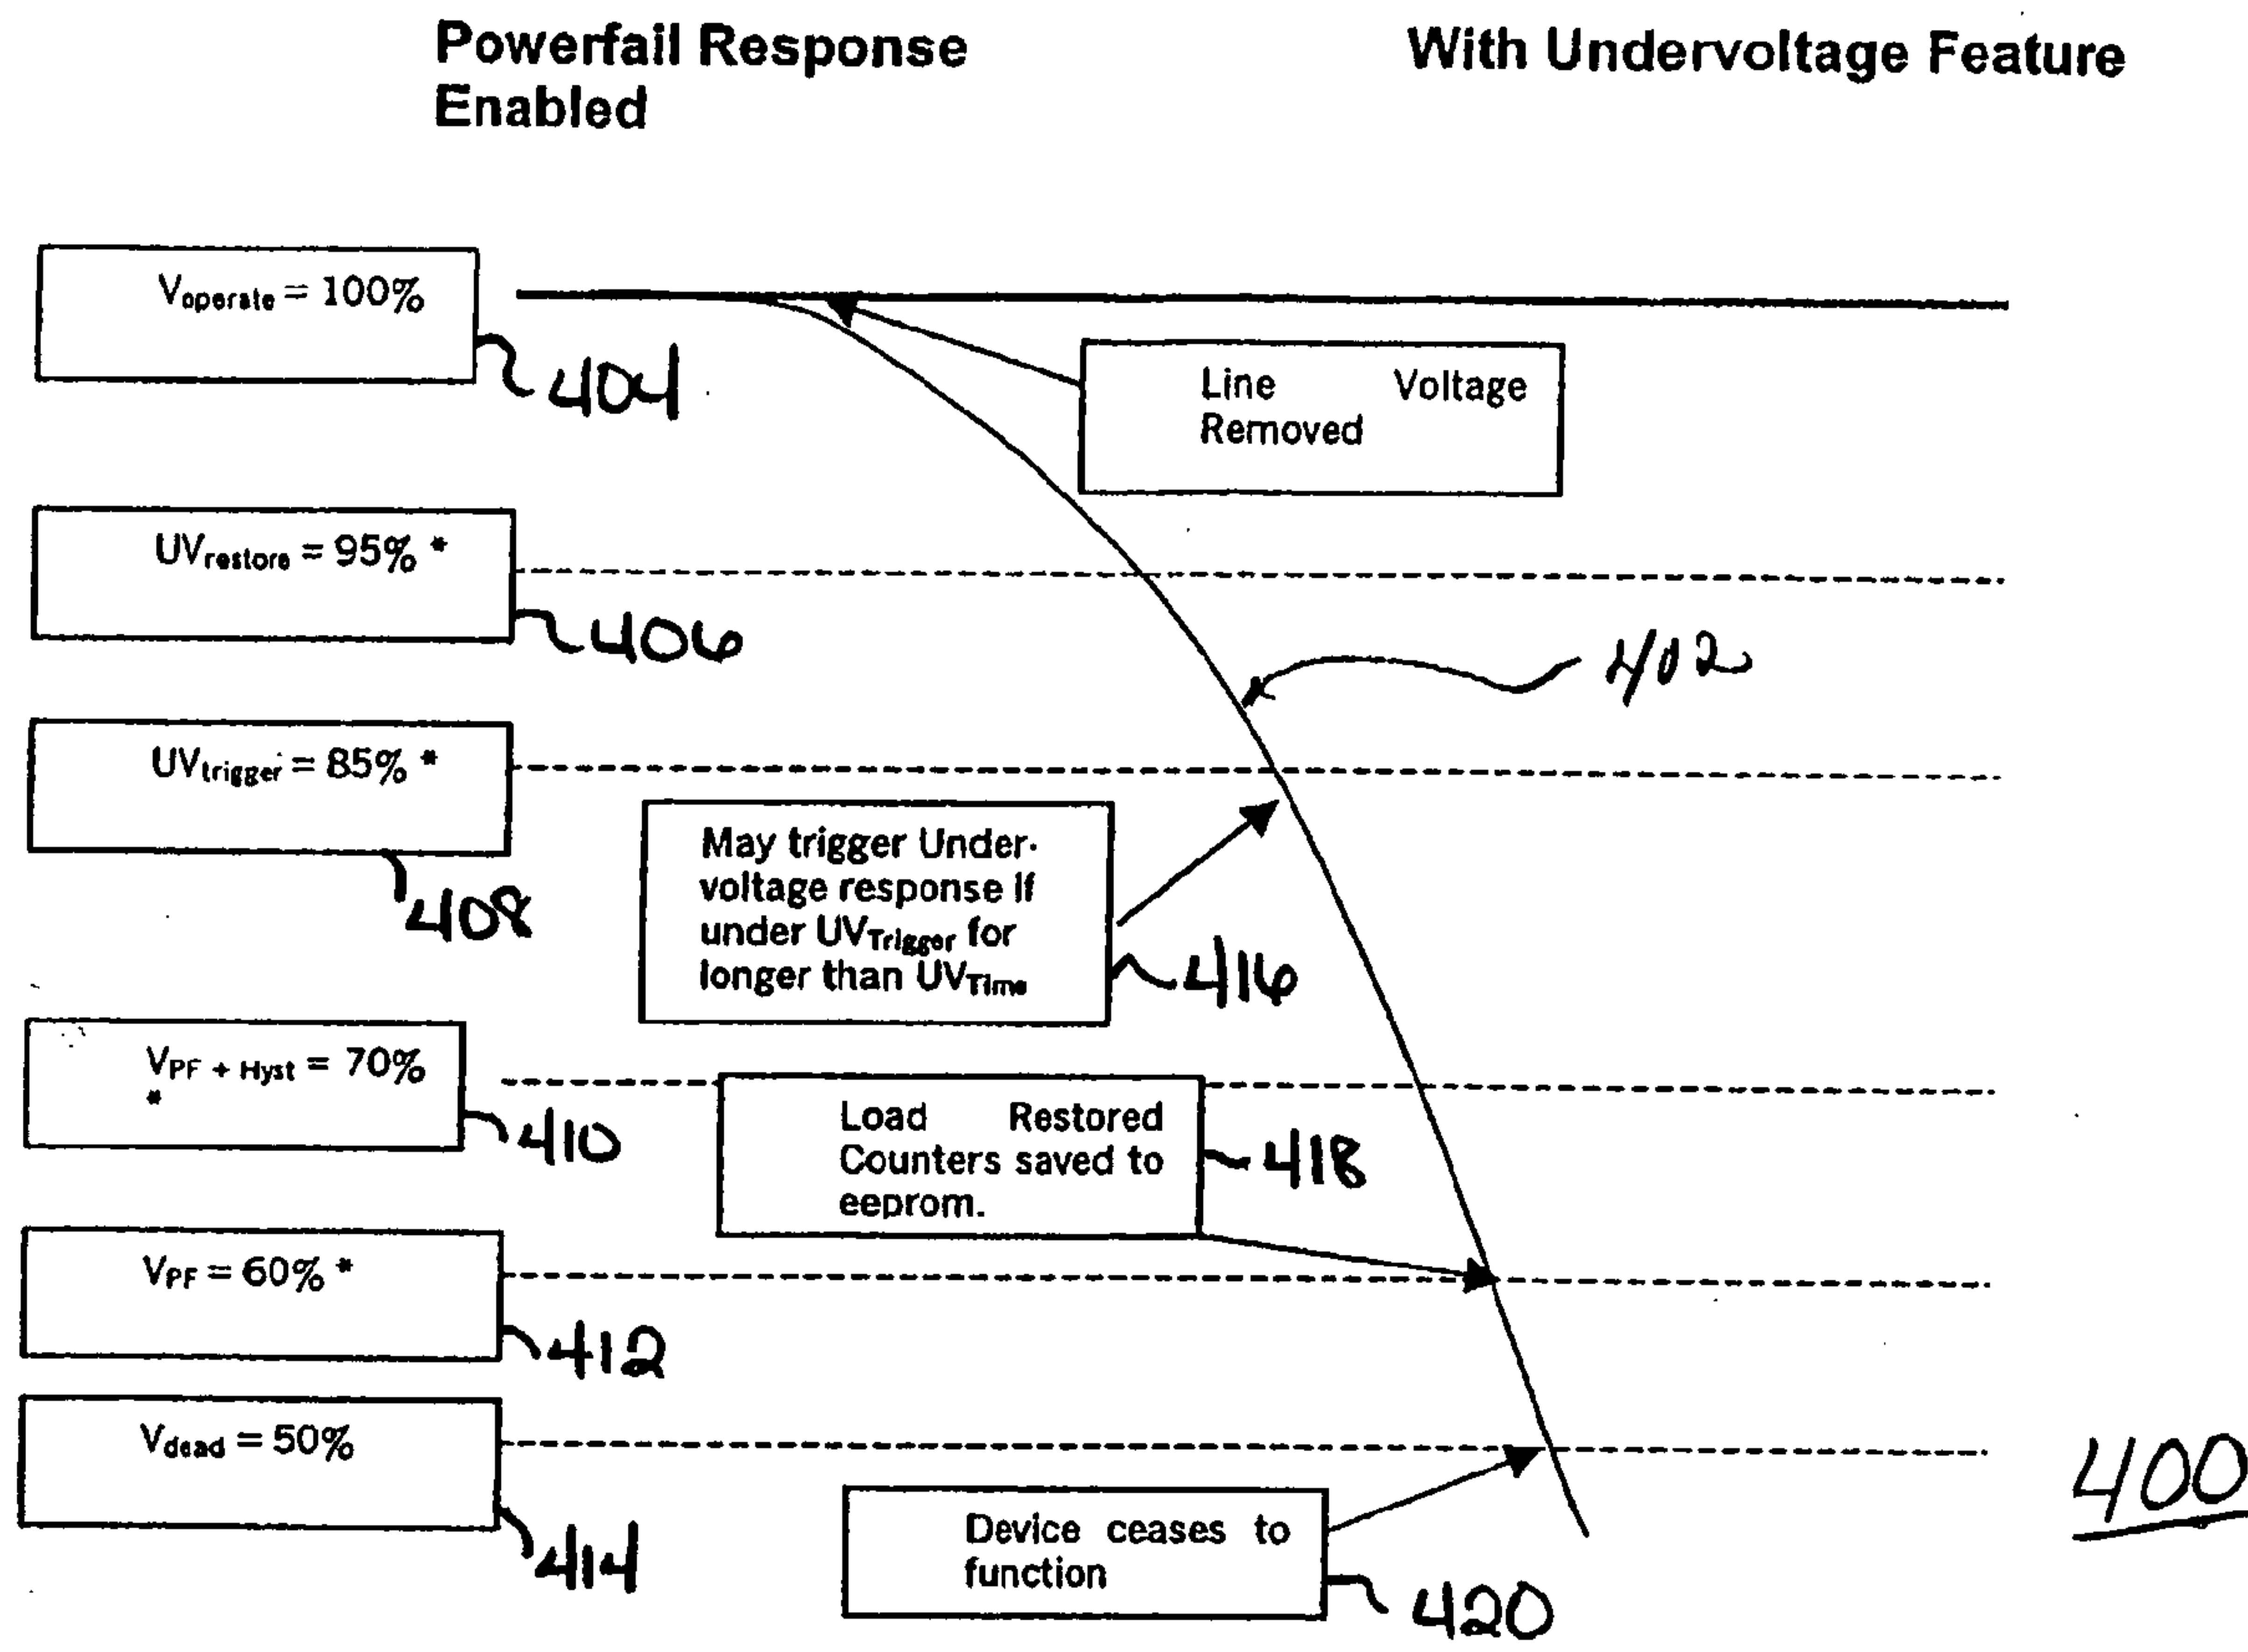 Powerfail Response
Enabled
With Undervoltage Feature
Voperate = 100%
404
Line Voltage
Removed
UVrestore = 95% *
406
402
UVtrigger = 85% *
408
May trigger Under-
voltage response if
under UVTrigger for
longer than UVTime
416
VPF + Hyst = 70%
*
410
Load Restored
Counters saved to
eeprom.
418
VPF = 60% *
412
Vdead = 50%
414
Device ceases to
function
420
400